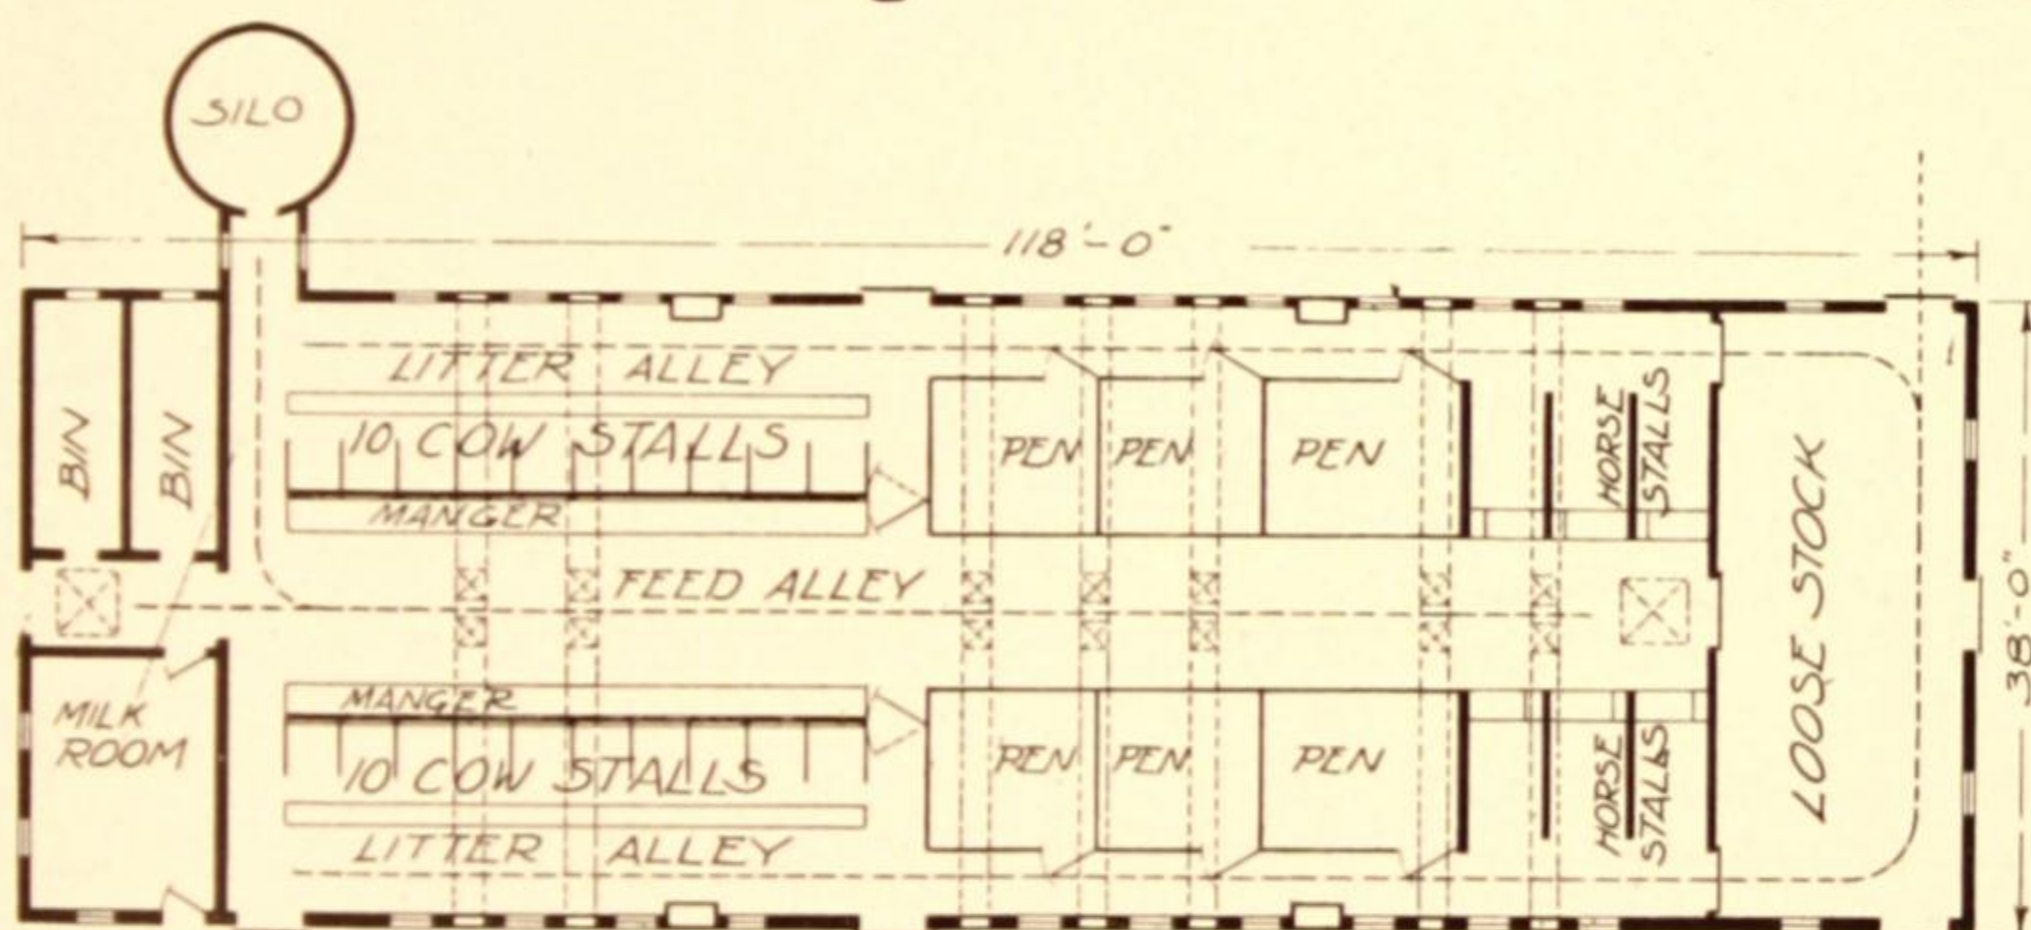 SILO
118'-0"
LITTER ALLEY
10 COW STALLS
MANGER
BIN
BIN
PEN
PEN
PEN
HORSE
STALLS
FEED ALLEY
LOOSE STOCK
38'-0"
MILK
ROOM
MANGER
10 COW STALLS
LITTER ALLEY
PEN
PEN
PEN
HORSE
STALLS